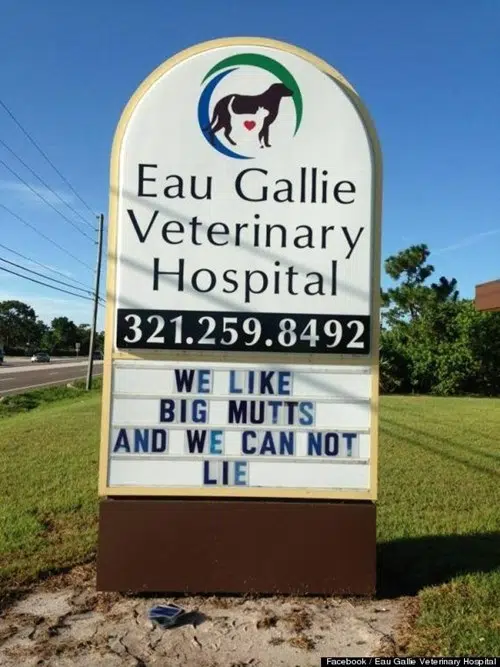 Eau Gallie
Veterinary
Hospital
321.259.8492
WE LIKE
BIG MUTTS
AND WE CAN NOT
LIE
Facebook / Eau Gallie Veterinary Hospital